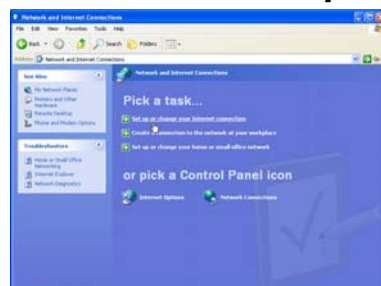 Network and Internet Connections
File Edit View Favorites Tools Help
Back Search Folders
Address Network and Internet Connections Go
See Also
My Network Places
Printers and Other Hardware
Remote Desktop
Phone and Modem Options
Troubleshooters
Home or Small Office Networking
Internet Explorer
Network Diagnostics
Network and Internet Connections
Pick a task...
Set up or change your Internet connection
Create a connection to the network at your workplace
Set up or change your home or small office network
or pick a Control Panel icon
Internet Options
Network Connections